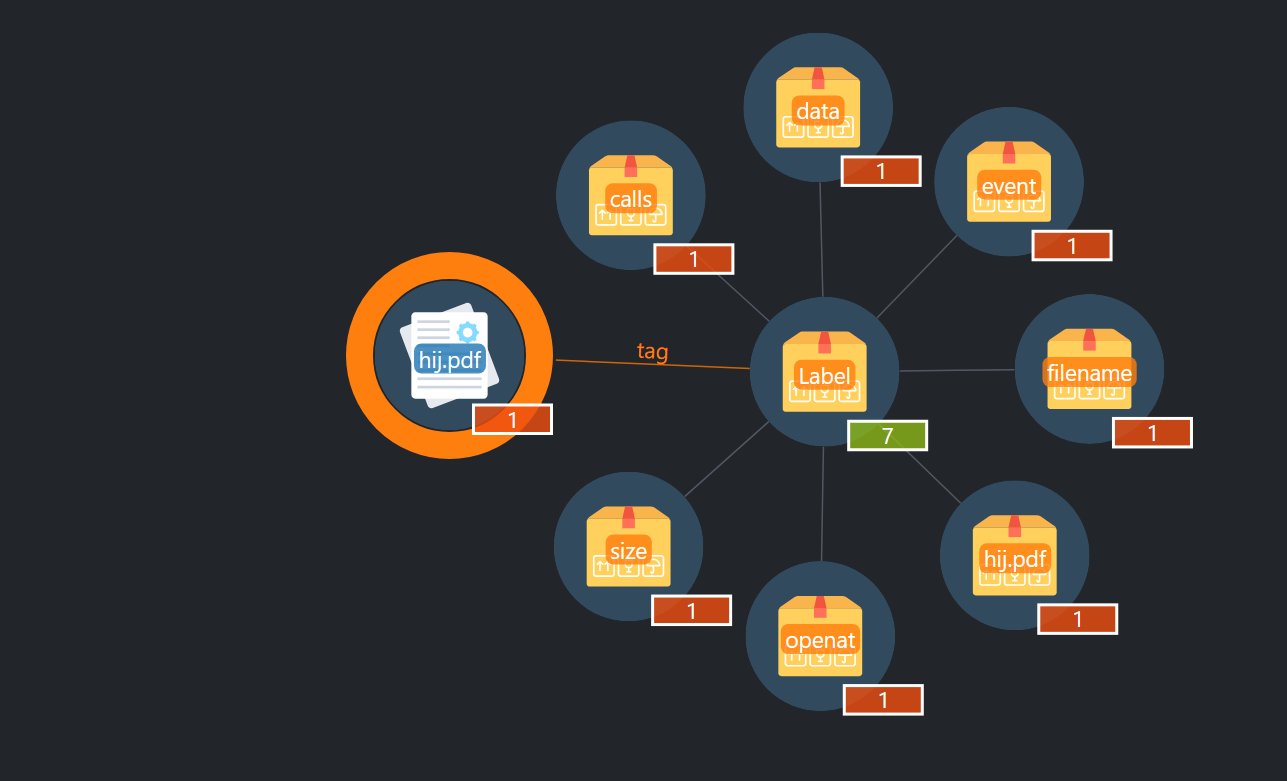 data
1
event
1
calls
1
hij.pdf
1
tag
Label
7
filename
1
size
1
openat
1
hij.pdf
1